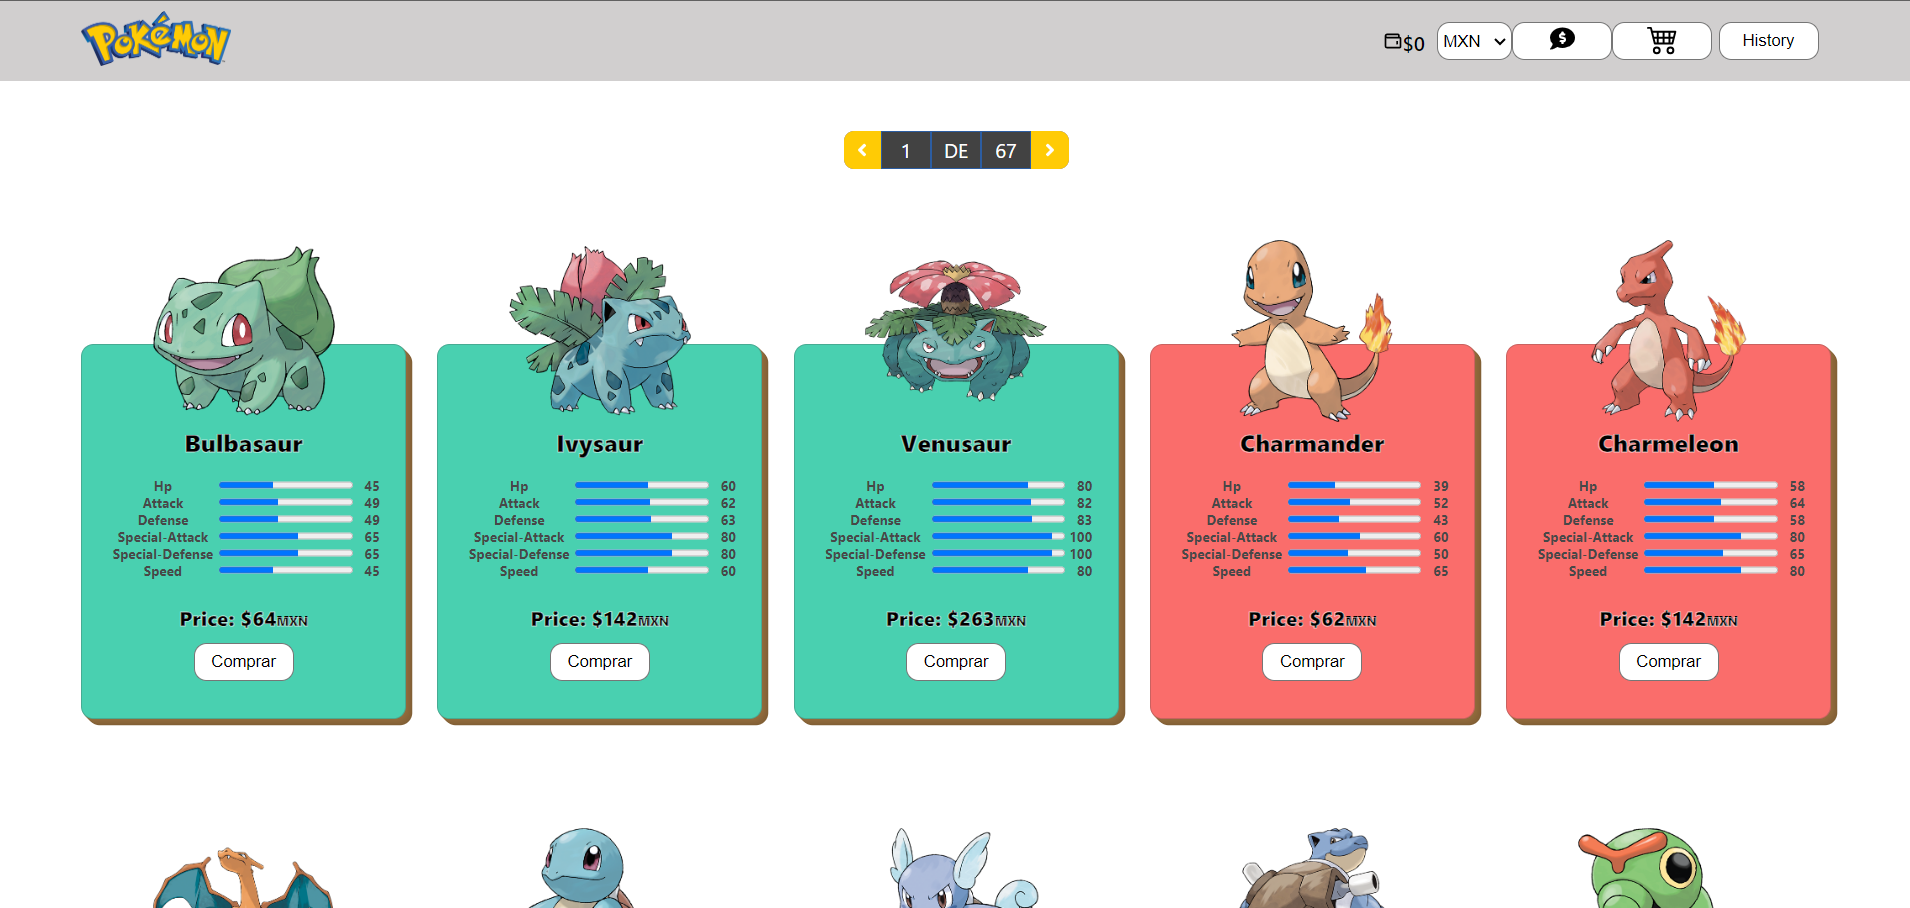 POKéMON
$0 MXN $ History
1 DE 67
Bulbasaur
Hp 45
Attack 49
Defense 49
Special-Attack 65
Special-Defense 65
Speed 45
Price: $64MXN
Comprar
Ivysaur
Hp 60
Attack 62
Defense 63
Special-Attack 80
Special-Defense 80
Speed 60
Price: $142MXN
Comprar
Venusaur
Hp 80
Attack 82
Defense 83
Special-Attack 100
Special-Defense 100
Speed 80
Price: $263MXN
Comprar
Charmander
Hp 39
Attack 52
Defense 43
Special-Attack 60
Special-Defense 50
Speed 65
Price: $62MXN
Comprar
Charmeleon
Hp 58
Attack 64
Defense 58
Special-Attack 80
Special-Defense 65
Speed 80
Price: $142MXN
Comprar